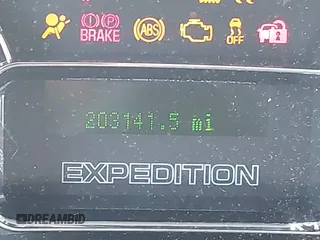 BRAKE
ABS
OFF
203141.5 mi
EXPEDITION
DREAMBID